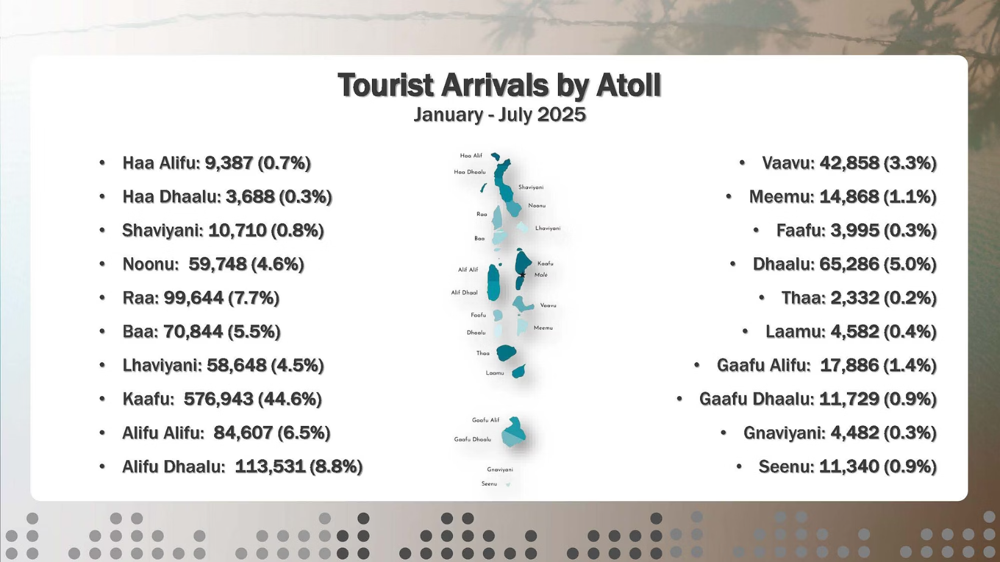 Tourist Arrivals by Atoll
January - July 2025
• Haa Alifu: 9,387 (0.7%)
• Haa Dhaalu: 3,688 (0.3%)
• Shaviyani: 10,710 (0.8%)
• Noonu: 59,748 (4.6%)
• Raa: 99,644 (7.7%)
• Baa: 70,844 (5.5%)
• Lhaviyani: 58,648 (4.5%)
• Kaafu: 576,943 (44.6%)
• Alifu Alifu: 84,607 (6.5%)
• Alifu Dhaalu: 113,531 (8.8%)
Haa Alif
Haa Dhaalu
Shaviyani
Noonu
Raa
Lhaviyani
Baa
Kaafu
Alif Alif
Malé
Alif Dhaal
Vaavu
Faafu
Meemu
Dhaalu
Thaa
Laamu
Gaafu Alif
Gaafu Dhaalu
Gnaviyani
Seenu
• Vaavu: 42,858 (3.3%)
• Meemu: 14,868 (1.1%)
• Faafu: 3,995 (0.3%)
• Dhaalu: 65,286 (5.0%)
• Thaa: 2,332 (0.2%)
• Laamu: 4,582 (0.4%)
• Gaafu Alifu: 17,886 (1.4%)
• Gaafu Dhaalu: 11,729 (0.9%)
• Gnaviyani: 4,482 (0.3%)
• Seenu: 11,340 (0.9%)